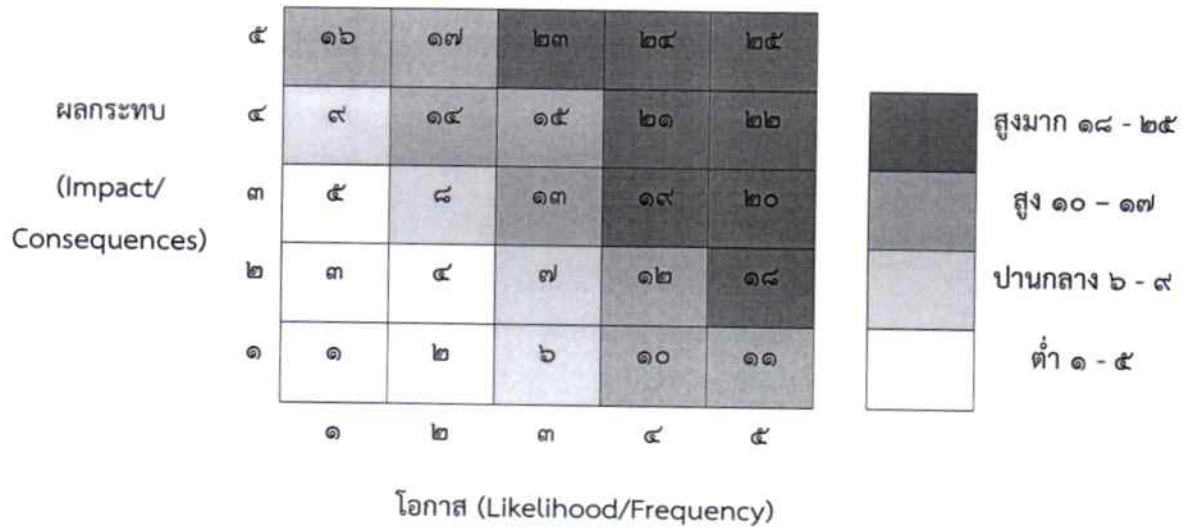 ๕ ๑๖ ๑๗ ๒๓ ๒๔ ๒๕
ผลกระทบ ๔ ๙ ๑๔ ๑๕ ๒๑ ๒๒
(Impact/ ๓ ๕ ๘ ๑๓ ๑๙ ๒๐
Consequences)
๒ ๓ ๔ ๗ ๑๒ ๑๘
๑ ๑ ๒ ๖ ๑๐ ๑๑
๑ ๒ ๓ ๔ ๕
โอกาส (Likelihood/Frequency)
สูงมาก ๑๘ - ๒๕
สูง ๑๐ – ๑๗
ปานกลาง ๖ - ๙
ต่ำ ๑ - ๕